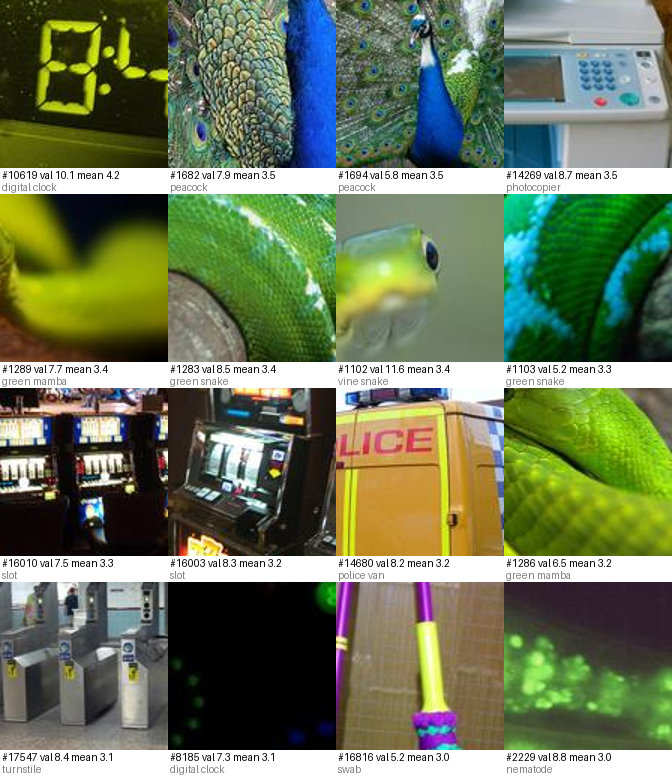 8:4
#10619 val 10.1 mean 4.2
digital clock
#1682 val 7.9 mean 3.5
peacock
#1694 val 5.8 mean 3.5
peacock
#14269 val 8.7 mean 3.5
photocopier
#1289 val 7.7 mean 3.4
green mamba
#1283 val 8.5 mean 3.4
green snake
#1102 val 11.6 mean 3.4
vine snake
#1103 val 5.2 mean 3.3
green snake
LICE
#16010 val 7.5 mean 3.3
slot
#16003 val 8.3 mean 3.2
slot
#14680 val 8.2 mean 3.2
police van
#1286 val 6.5 mean 3.2
green mamba
#17547 val 8.4 mean 3.1
turnstile
#8185 val 7.3 mean 3.1
digital clock
#16816 val 5.2 mean 3.0
swab
#2229 val 8.8 mean 3.0
nematode